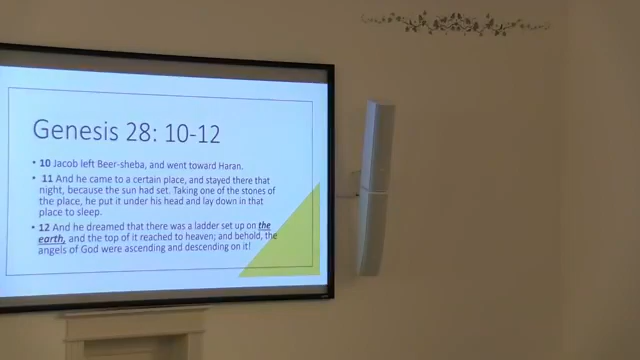 Genesis 28: 10-12
• 10 Jacob left Beer-sheba, and went toward Haran.
• 11 And he came to a certain place, and stayed there that
night, because the sun had set. Taking one of the stones of
the place, he put it under his head and lay down in that
place to sleep.
• 12 And he dreamed that there was a ladder set up on the
earth, and the top of it reached to heaven; and behold, the
angels of God were ascending and descending on it!